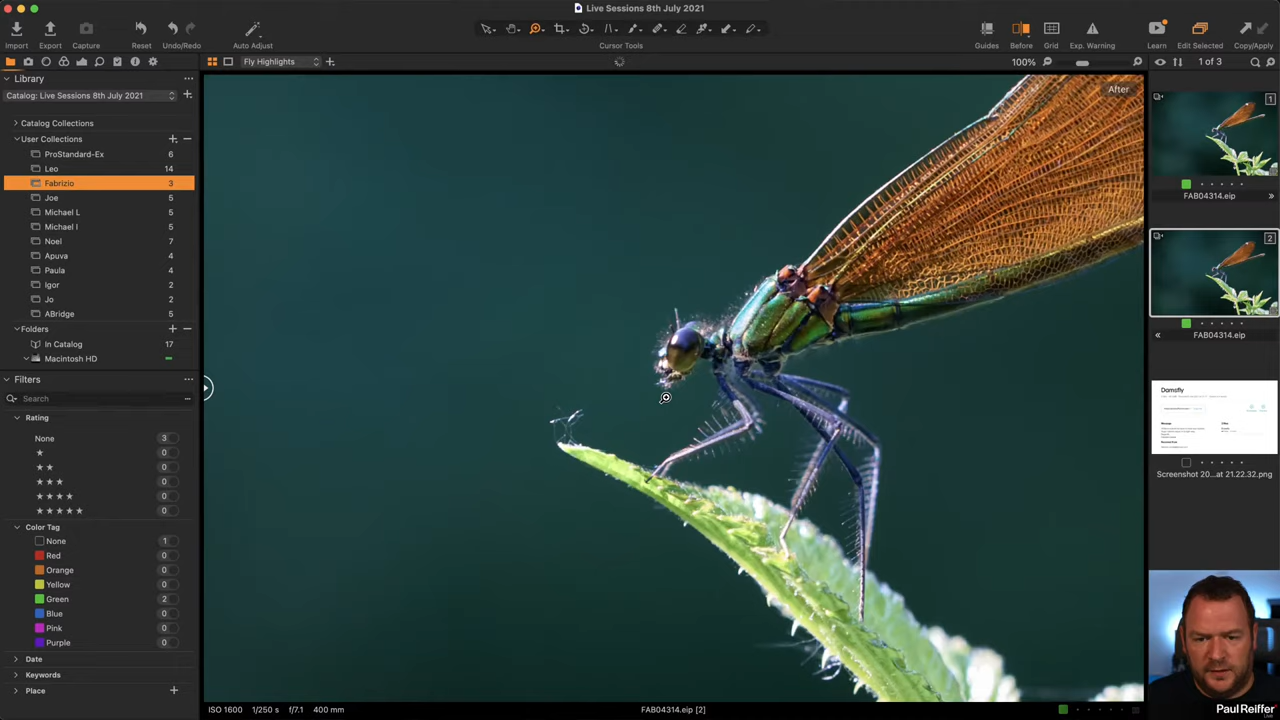 Live Sessions 8th July 2021
Import
Export
Capture
Reset
Undo/Redo
Auto Adjust
Cursor Tools
Guides
Before
Grid
Exp. Warning
Learn
Edit Selected
Copy/Apply
Fly Highlights
100%
1 of 3
Library
Catalog: Live Sessions 8th July 2021
Catalog Collections
User Collections
ProStandard-Ex 6
Leo 14
Fabrizio 3
Joe 5
Michael L 5
Michael I 5
Noel 7
Apuva 4
Paula 4
Igor 2
Jo 2
ABridge 5
Folders
In Catalog 17
Macintosh HD
Filters
Search
Rating
None 3
0
0
0
0
0
Color Tag
None 1
Red 0
Orange 0
Yellow 0
Green 2
Blue 0
Pink 0
Purple 0
Date
Keywords
Place
After
1
FAB04314.eip
2
FAB04314.eip
Damsfly
Screenshot 20...at 21.22.32.png
ISO 1600 1/250 s f/7.1 400 mm
FAB04314.eip [2]
Paul Reiffer
Live